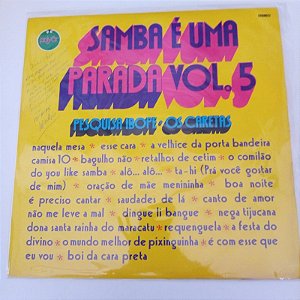 STEREO
SAMBA É UMA
PARADA VOL. 5
PESQUISA IBOPE - OS CARETAS
naquela mesa * esse cara * a velhice da porta bandeira
camisa 10 * bagulhão não * retalhos de cetim * o comilão
do you like samba * alô... alô... * ta-hi (Prá você gostar
de mim) * oração de mãe menininha * boa noite
é preciso cantar * saudades de lá * canto de amor
não me leve a mal * dingue li bangue * nega tijucana
dona santa rainha do maracatu * requenguela * a festa do
divino * o mundo melhor de pixinguinha * é com esse que
eu vou * boi da cara preta